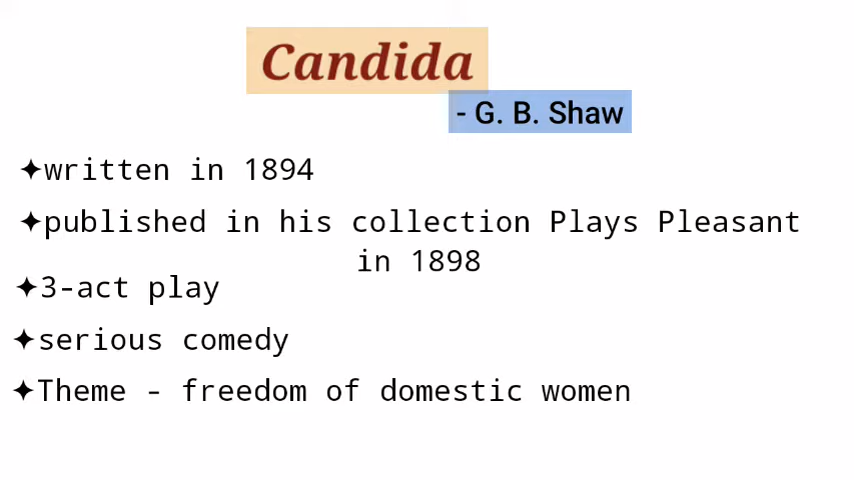 Candida
- G. B. Shaw
✦written in 1894
✦published in his collection Plays Pleasant
in 1898
✦3-act play
✦serious comedy
✦Theme - freedom of domestic women